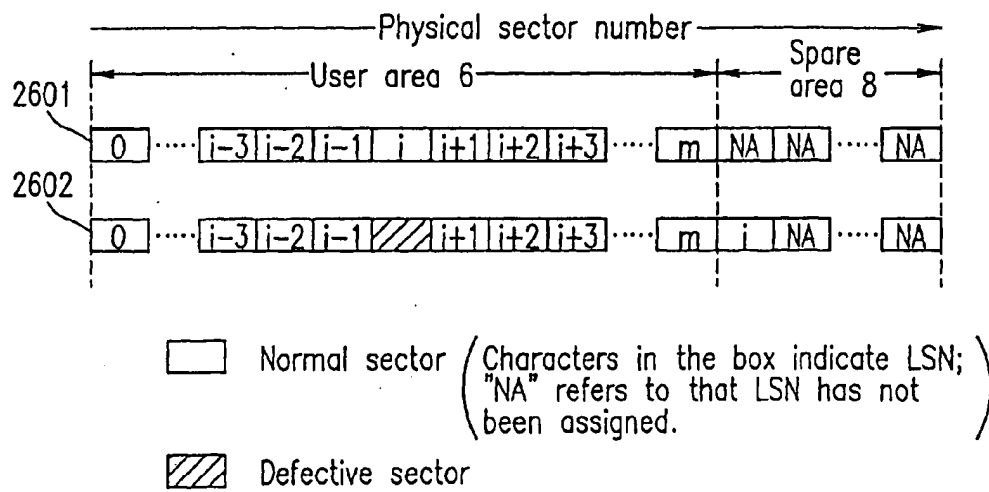 Physical sector number
User area 6
Spare area 8
2601
0 ..... i-3 i-2 i-1 i i+1 i+2 i+3 ..... m NA NA ..... NA
2602
0 ..... i-3 i-2 i-1 i+1 i+2 i+3 ..... m i NA ..... NA
Normal sector (Characters in the box indicate LSN;
"NA" refers to that LSN has not
been assigned.)
Defective sector